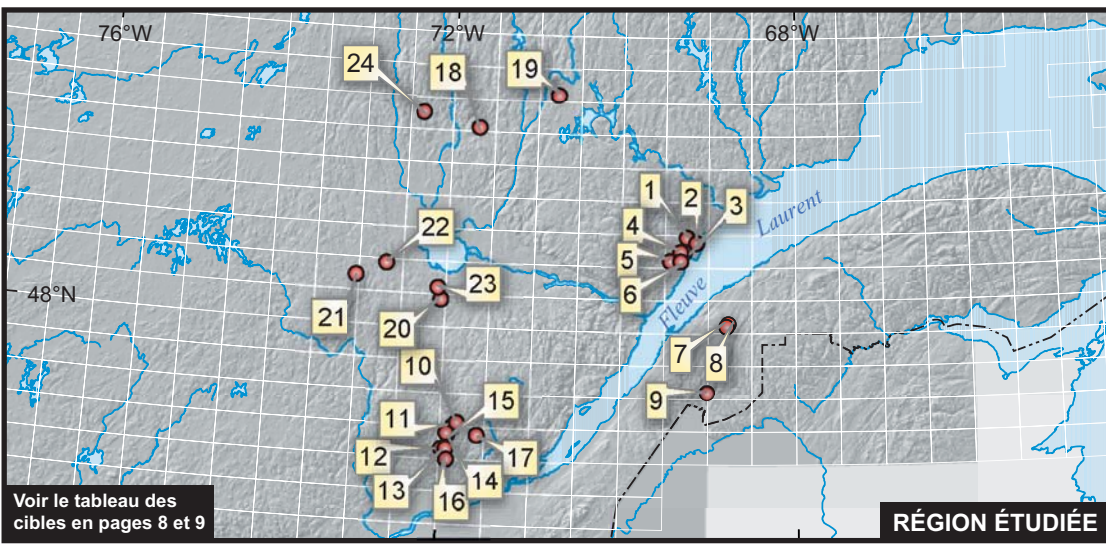 76°W
72°W
68°W
24
18
19
1
2
3
4
5
6
Laurent
Fleuve
22
23
48°N
21
20
7
8
9
10
11
15
12
17
13
14
16
Voir le tableau des
cibles en pages 8 et 9
RÉGION ÉTUDIÉE